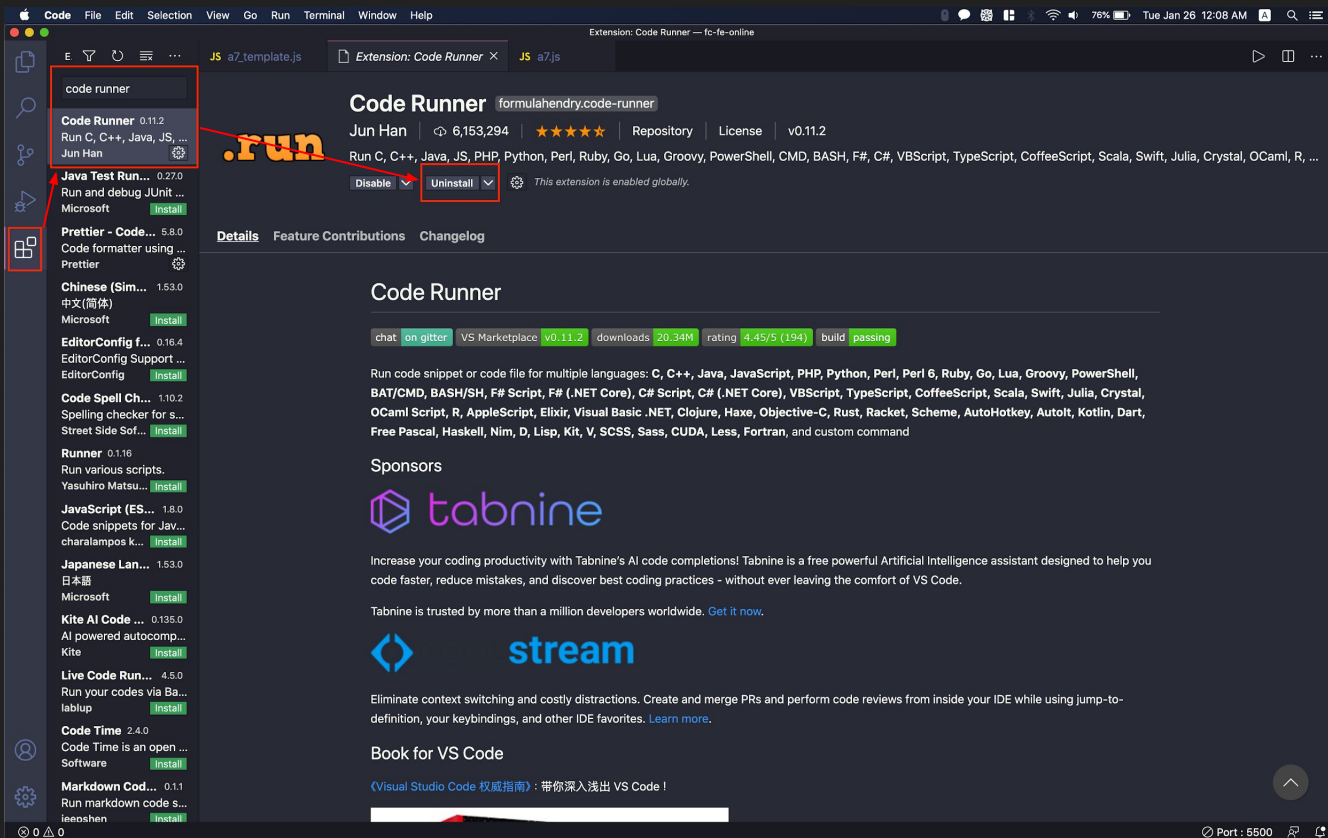 Code File Edit Selection View Go Run Terminal Window Help
76% Tue Jan 26 12:08 AM A
Extension: Code Runner — fc-fe-online
E
JS a7_template.js
Extension: Code Runner
JS a7.js
code runner
Code Runner 0.11.2
Run C, C++, Java, JS, ...
Jun Han
Java Test Run... 0.27.0
Run and debug JUnit ...
Microsoft Install
Prettier - Code... 5.8.0
Code formatter using ...
Prettier
Chinese (Sim... 1.53.0
中文(简体)
Microsoft Install
EditorConfig f... 0.16.4
EditorConfig Support ...
EditorConfig Install
Code Spell Ch... 1.10.2
Spelling checker for s...
Street Side Sof... Install
Runner 0.1.16
Run various scripts.
Yasuhiro Matsu... Install
JavaScript (ES... 1.8.0
Code snippets for Jav...
charalampos k... Install
Japanese Lan... 1.53.0
日本語
Microsoft Install
Kite AI Code ... 0.135.0
AI powered autocomp...
Kite Install
Live Code Run... 4.5.0
Run your codes via Ba...
lablup Install
Code Time 2.4.0
Code Time is an open ...
Software Install
Markdown Cod... 0.1.1
Run markdown code s...
jeepshen Install
.run
Code Runner formulahendry.code-runner
Jun Han 6,153,294 Repository License v0.11.2
Run C, C++, Java, JS, PHP, Python, Perl, Ruby, Go, Lua, Groovy, PowerShell, CMD, BASH, F#, C#, VBScript, TypeScript, CoffeeScript, Scala, Swift, Julia, Crystal, OCaml, R, ...
Disable Uninstall This extension is enabled globally.
Details Feature Contributions Changelog
Code Runner
chat on gitter VS Marketplace v0.11.2 downloads 20.34M rating 4.45/5 (194) build passing
Run code snippet or code file for multiple languages: C, C++, Java, JavaScript, PHP, Python, Perl, Perl 6, Ruby, Go, Lua, Groovy, PowerShell,
BAT/CMD, BASH/SH, F# Script, F# (.NET Core), C# Script, C# (.NET Core), VBScript, TypeScript, CoffeeScript, Scala, Swift, Julia, Crystal,
OCaml Script, R, AppleScript, Elixir, Visual Basic .NET, Clojure, Haxe, Objective-C, Rust, Racket, Scheme, AutoHotkey, AutoIt, Kotlin, Dart,
Free Pascal, Haskell, Nim, D, Lisp, Kit, V, SCSS, Sass, CUDA, Less, Fortran, and custom command
Sponsors
tabnine
Increase your coding productivity with Tabnine's AI code completions! Tabnine is a free powerful Artificial Intelligence assistant designed to help you
code faster, reduce mistakes, and discover best coding practices - without ever leaving the comfort of VS Code.
Tabnine is trusted by more than a million developers worldwide. Get it now.
stream
Eliminate context switching and costly distractions. Create and merge PRs and perform code reviews from inside your IDE while using jump-to-
definition, your keybindings, and other IDE favorites. Learn more.
Book for VS Code
《Visual Studio Code 权威指南》: 带你深入浅出 VS Code !
0 0
Port : 5500